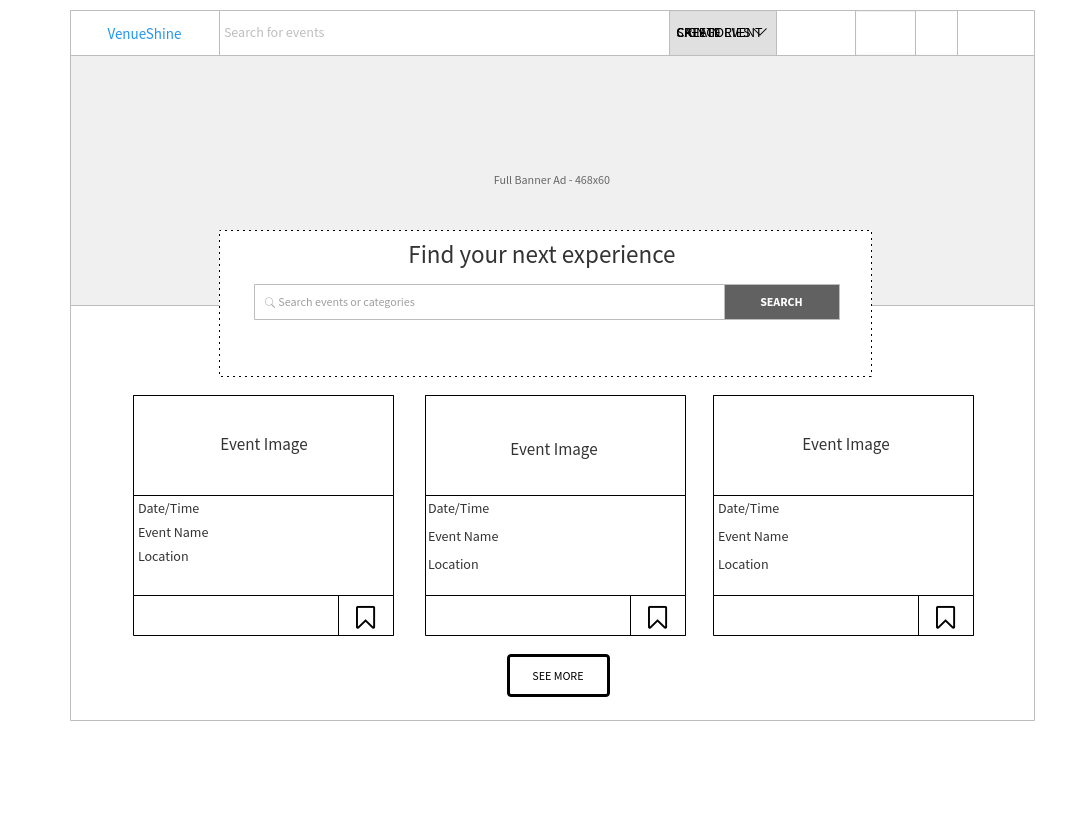 VenueShine
Search for events
Full Banner Ad - 468x60
Find your next experience
Search events or categories
SEARCH
Event Image
Event Image
Event Image
Date/Time
Event Name
Location
Date/Time
Event Name
Location
Date/Time
Event Name
Location
SEE MORE